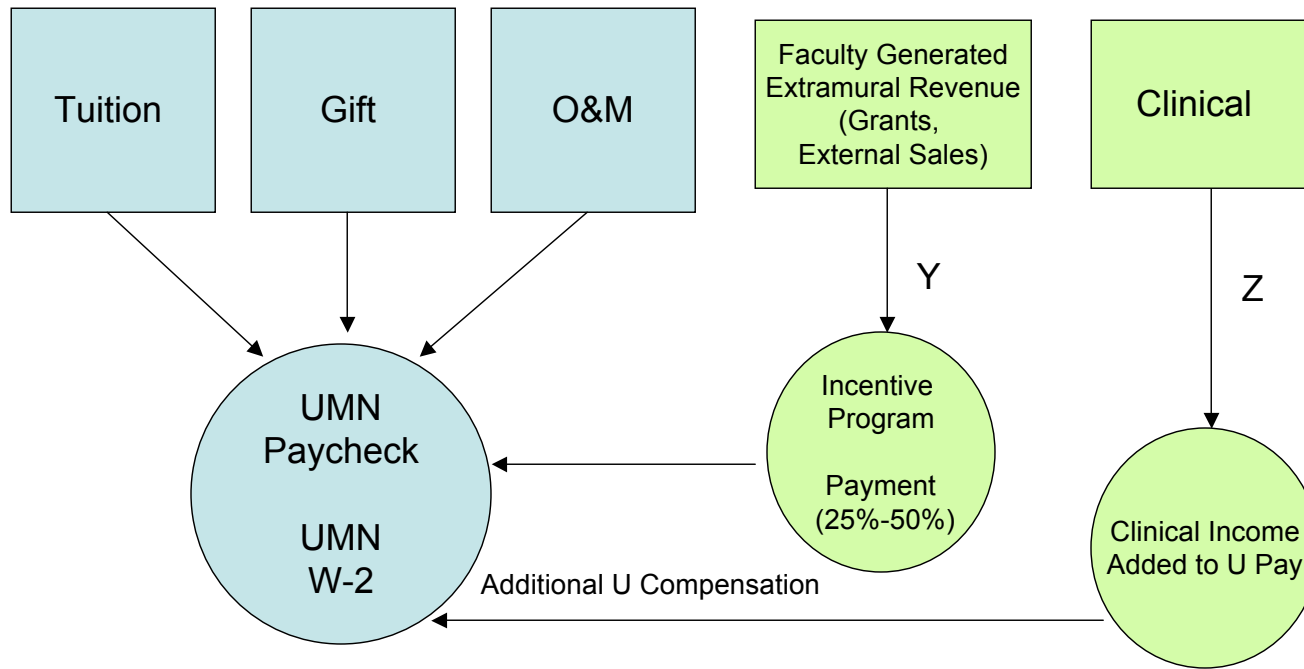 Tuition
Gift
O&M
Faculty Generated
Extramural Revenue
(Grants,
External Sales)
Clinical
Y
Z
UMN
Paycheck
UMN
W-2
Incentive
Program
Payment
(25%-50%)
Clinical Income
Added to U Pay
Additional U Compensation